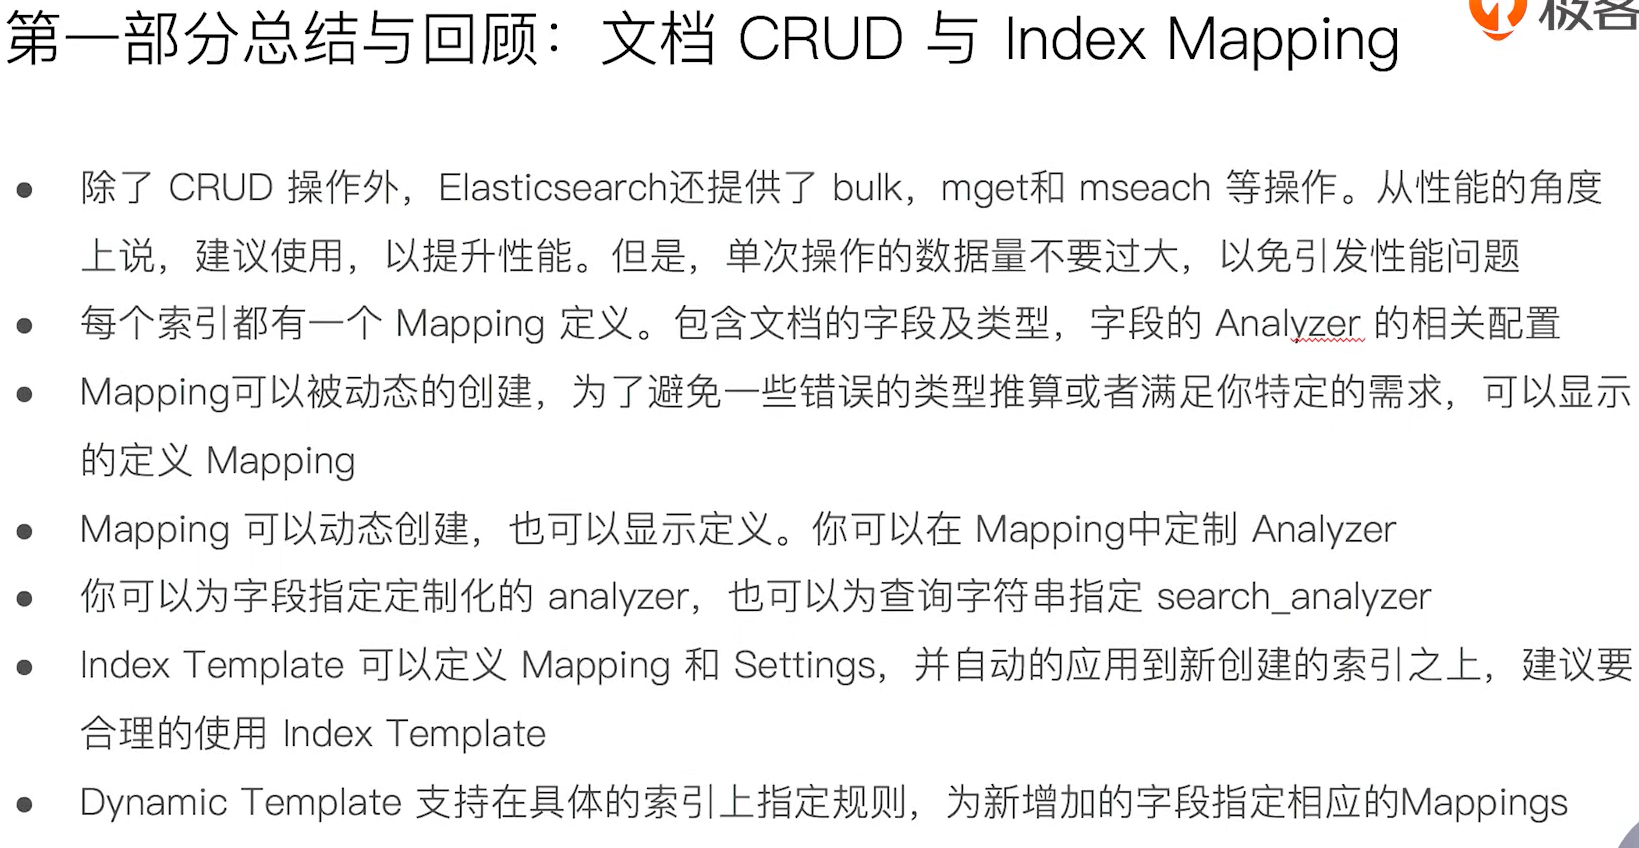 第一部分总结与回顾：文档 CRUD 与 Index Mapping
极客
● 除了 CRUD 操作外，Elasticsearch还提供了 bulk，mget和 mseach 等操作。从性能的角度
上说，建议使用，以提升性能。但是，单次操作的数据量不要过大，以免引发性能问题
● 每个索引都有一个 Mapping 定义。包含文档的字段及类型，字段的 Analyzer 的相关配置
● Mapping可以被动态的创建，为了避免一些错误的类型推算或者满足你特定的需求，可以显示
的定义 Mapping
● Mapping 可以动态创建，也可以显示定义。你可以在 Mapping中定制 Analyzer
● 你可以为字段指定定制化的 analyzer，也可以为查询字符串指定 search_analyzer
● Index Template 可以定义 Mapping 和 Settings，并自动的应用到新创建的索引之上，建议要
合理的使用 Index Template
● Dynamic Template 支持在具体的索引上指定规则，为新增加的字段指定相应的Mappings